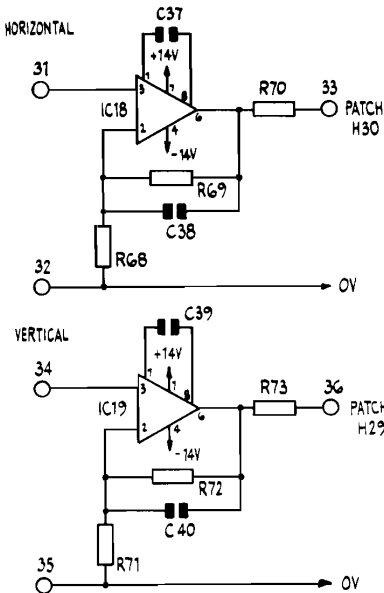 C37
HORIZONTAL
+14V
31
1
7
8
R70
33
3
PATCH
H30
IC18
6
2
4
-14V
R69
C38
R68
32
0V
VERTICAL
C39
34
+14V
1
7
8
R73
36
3
PATCH
H29
IC19
6
2
4
-14V
R72
C40
R71
35
0V